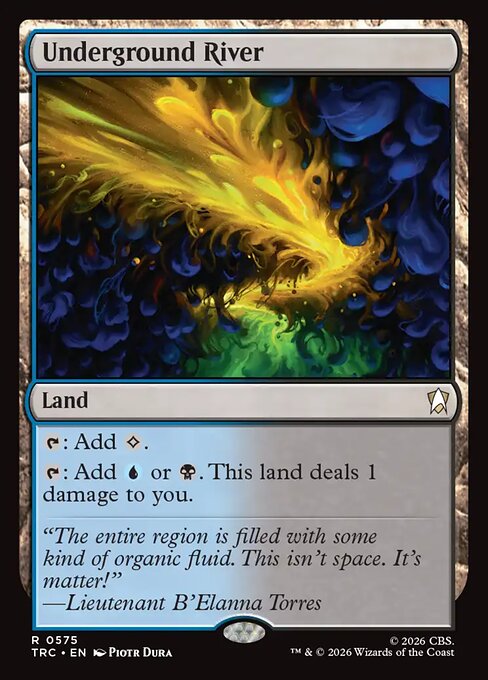 Underground River
Land
: Add .
: Add or . This land deals 1
damage to you.
“The entire region is filled with some
kind of organic fluid. This isn’t space. It’s
matter!”
—Lieutenant B’Elanna Torres
R 0575
TRC • EN Piotr Dura
© 2026 CBS.
™ & © 2026 Wizards of the Coast